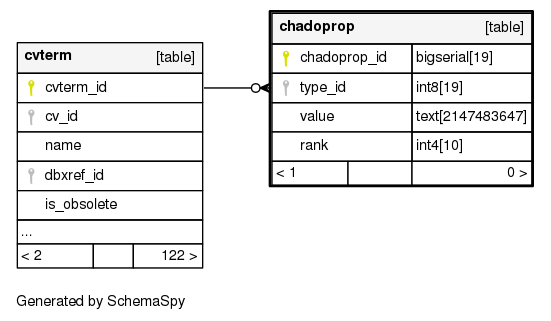 cvterm [table]
cvterm_id
cv_id
name
dbxref_id
is_obsolete
...
< 2 122 >
chadoprop [table]
chadoprop_id bigserial[19]
type_id int8[19]
value text[2147483647]
rank int4[10]
< 1 0 >
Generated by SchemaSpy